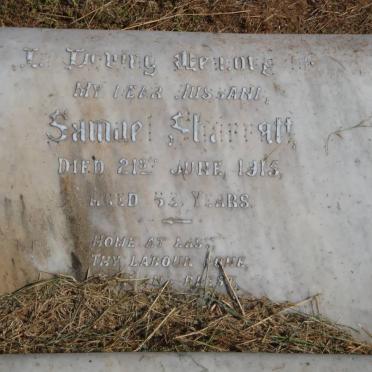 In Loving Memory of
MY DEAR HUSBAND,
Samuel Sharratt
DIED 21ST JUNE, 1915,
AGED 52 YEARS.
HOME AT LAST
THY LABOUR DONE,